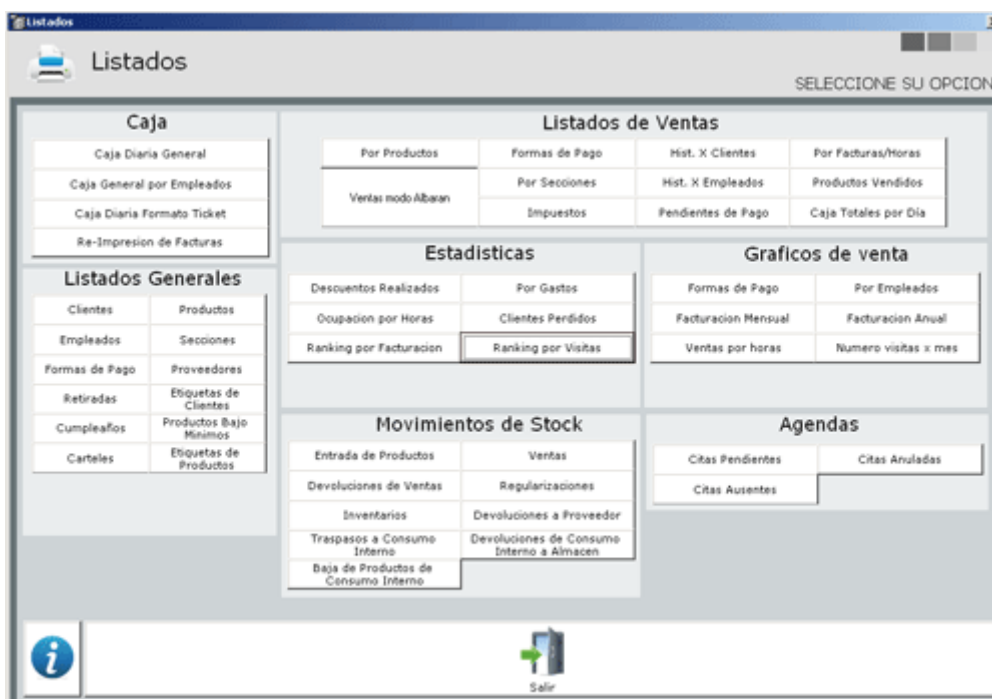 Listados
Listados
SELECCIONE SU OPCION
Caja
Caja Diaria General
Caja General por Empleados
Caja Diaria Formato Ticket
Re-Impresion de Facturas
Listados de Ventas
Por Productos
Formas de Pago
Hist. X Clientes
Por Facturas/Horas
Ventas modo Albaran
Por Secciones
Hist. X Empleados
Productos Vendidos
Impuestos
Pendientes de Pago
Caja Totales por Día
Listados Generales
Clientes
Productos
Empleados
Secciones
Formas de Pago
Proveedores
Retiradas
Etiquetas de
Clientes
Cumpleaños
Productos Bajo
Minimos
Carteles
Etiquetas de
Productos
Estadisticas
Descuentos Realizados
Por Gastos
Ocupacion por Horas
Clientes Perdidos
Ranking por Facturacion
Ranking por Visitas
Graficos de venta
Formas de Pago
Por Empleados
Facturacion Mensual
Facturacion Anual
Ventas por horas
Numero visitas x mes
Movimientos de Stock
Entrada de Productos
Ventas
Devoluciones de Ventas
Regularizaciones
Inventarios
Devoluciones a Proveedor
Traspasos a Consumo
Interno
Devoluciones de Consumo
Interno a Almacen
Baja de Productos de
Consumo Interno
Agendas
Citas Pendientes
Citas Anuladas
Citas Ausentes
i
Salir